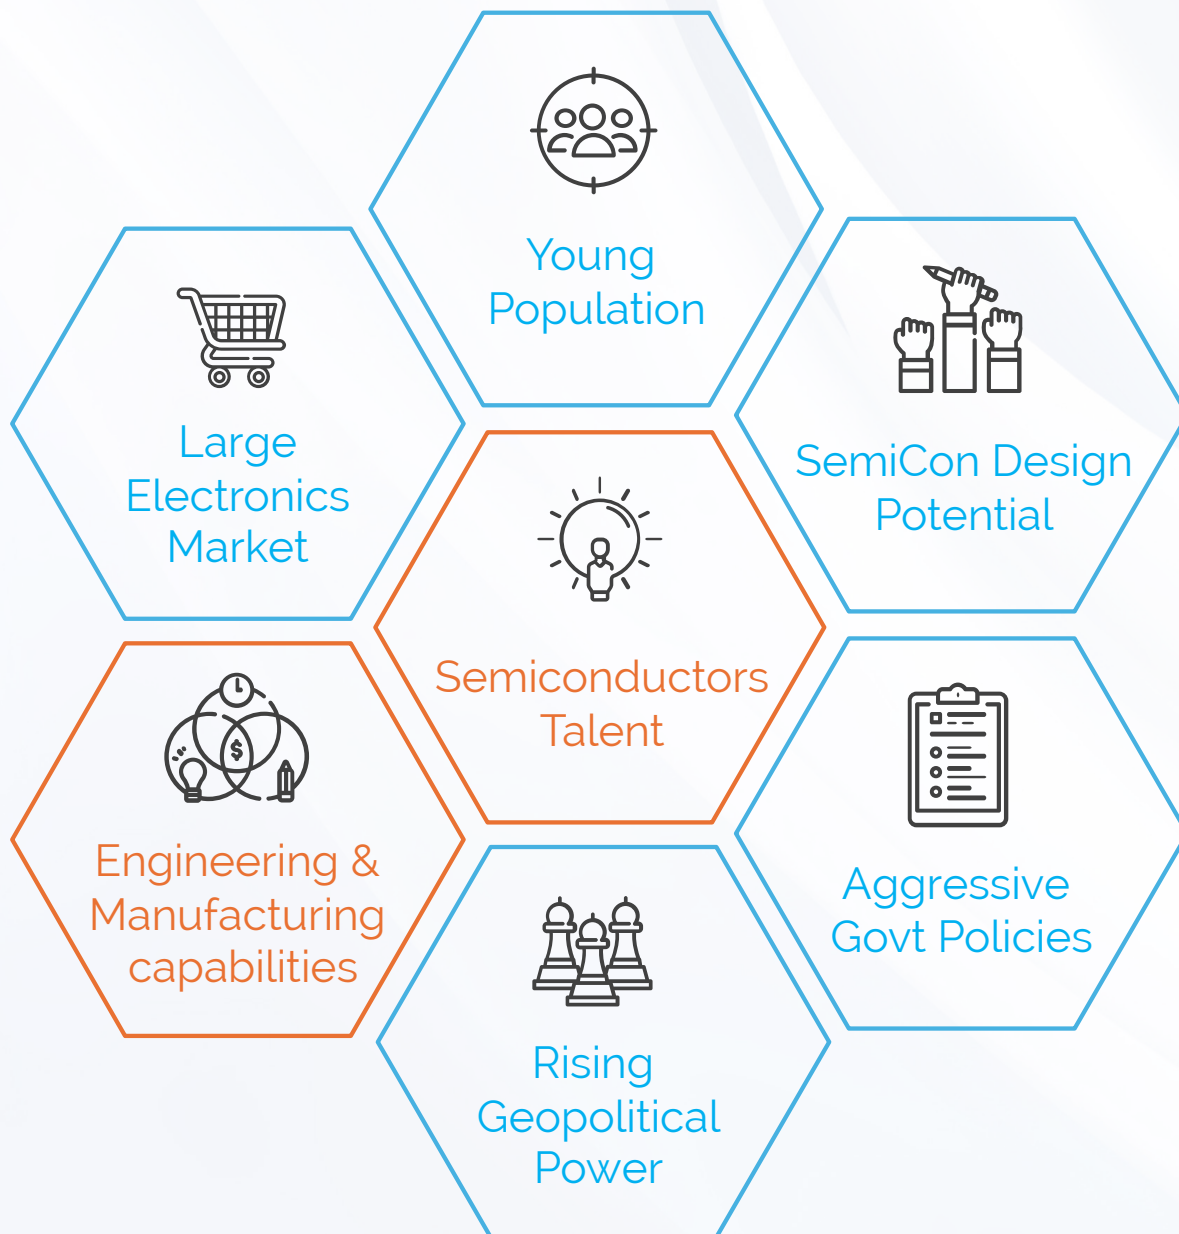 Young
Population
Large
Electronics
Market
SemiCon Design
Potential
Semiconductors
Talent
Engineering &
Manufacturing
capabilities
Aggressive
Govt Policies
Rising
Geopolitical
Power